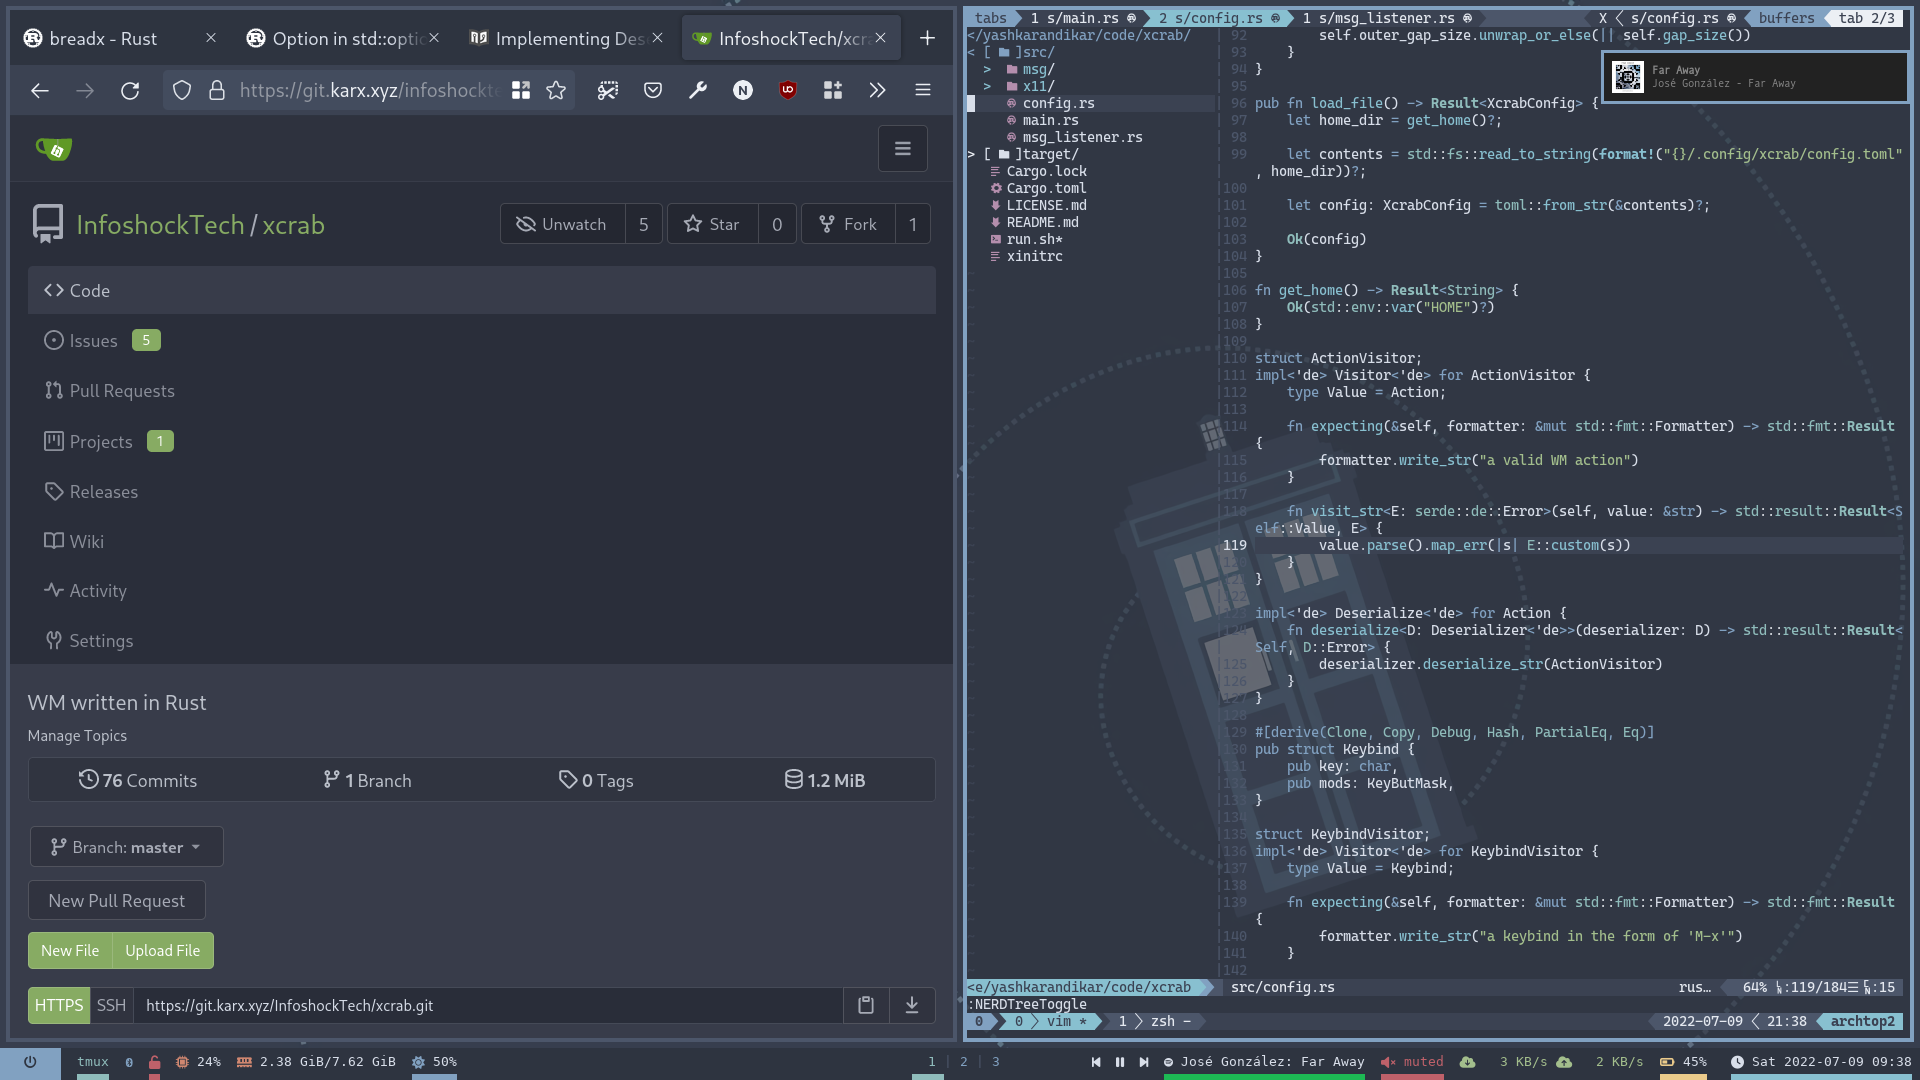 breadx - Rust
Option in std::optic
Implementing Des
InfoshockTech/xcr
https://git.karx.xyz/infoshockte
InfoshockTech / xcrab
Unwatch 5
Star 0
Fork 1
Code
Issues 5
Pull Requests
Projects 1
Releases
Wiki
Activity
Settings
WM written in Rust
Manage Topics
76 Commits
1 Branch
0 Tags
1.2 MiB
Branch: master
New Pull Request
New File
Upload File
HTTPS SSH https://git.karx.xyz/InfoshockTech/xcrab.git
tabs 1 s/main.rs 2 s/config.rs 1 s/msg_listener.rs X s/config.rs buffers tab 2/3
</yashkarandikar/code/xcrab/
< [ ]src/
> msg/
> x11/
config.rs
main.rs
msg_listener.rs
> [ ]target/
Cargo.lock
Cargo.toml
LICENSE.md
README.md
run.sh*
xinitrc
92 self.outer_gap_size.unwrap_or_else(|| self.gap_size())
93 }
94 }
95
96 pub fn load_file() -> Result<XcrabConfig> {
97 let home_dir = get_home()?;
98
99 let contents = std::fs::read_to_string(format!("{}/.config/xcrab/config.toml"
, home_dir))?;
100
101 let config: XcrabConfig = toml::from_str(&contents)?;
102
103 Ok(config)
104 }
105
106 fn get_home() -> Result<String> {
107 Ok(std::env::var("HOME")?)
108 }
109
110 struct ActionVisitor;
111 impl<'de> Visitor<'de> for ActionVisitor {
112 type Value = Action;
113
114 fn expecting(&self, formatter: &mut std::fmt::Formatter) -> std::fmt::Result
{
115 formatter.write_str("a valid WM action")
116 }
117
118 fn visit_str<E: serde::de::Error>(self, value: &str) -> std::result::Result<S
elf::Value, E> {
119 value.parse().map_err(|s| E::custom(s))
120 }
121 }
122
123 impl<'de> Deserialize<'de> for Action {
124 fn deserialize<D: Deserializer<'de>>(deserializer: D) -> std::result::Result<
Self, D::Error> {
125 deserializer.deserialize_str(ActionVisitor)
126 }
127 }
128
129 #[derive(Clone, Copy, Debug, Hash, PartialEq, Eq)]
130 pub struct Keybind {
131 pub key: char,
132 pub mods: KeyButMask,
133 }
134
135 struct KeybindVisitor;
136 impl<'de> Visitor<'de> for KeybindVisitor {
137 type Value = Keybind;
138
139 fn expecting(&self, formatter: &mut std::fmt::Formatter) -> std::fmt::Result
{
140 formatter.write_str("a keybind in the form of 'M-x'")
141 }
142
Far Away
José González - Far Away
<e/yashkarandikar/code/xcrab src/config.rs rus… 64% :119/184 :15
:NERDTreeToggle
0 0 vim * 1 zsh - 2022-07-09 21:38 archtop2
tmux 24% 2.38 GiB/7.62 GiB 50% 1 2 3 José González: Far Away muted 3 KB/s 2 KB/s 45% Sat 2022-07-09 09:38